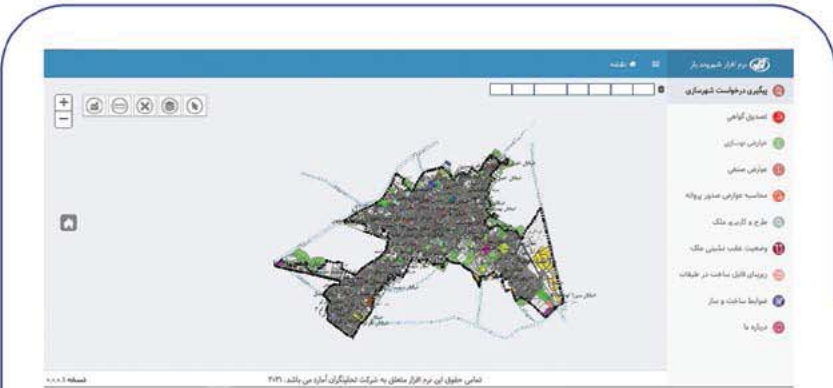 نرم افزار شهروند یار
نقشه
پیگیری درخواست شهرسازی
تصدیق گواهی
عوارض نوسازی
عوارض صنفی
محاسبه عوارض صدور پروانه
طرح و کاربری ملک
وضعیت عقب نشینی ملک
زیربنای قابل ساخت در طبقات
ضوابط ساخت و ساز
درباره ما
تمامی حقوق این نرم افزار متعلق به شرکت تحلیلگران آمارد می باشد. ۲۰۲۱
نسخه